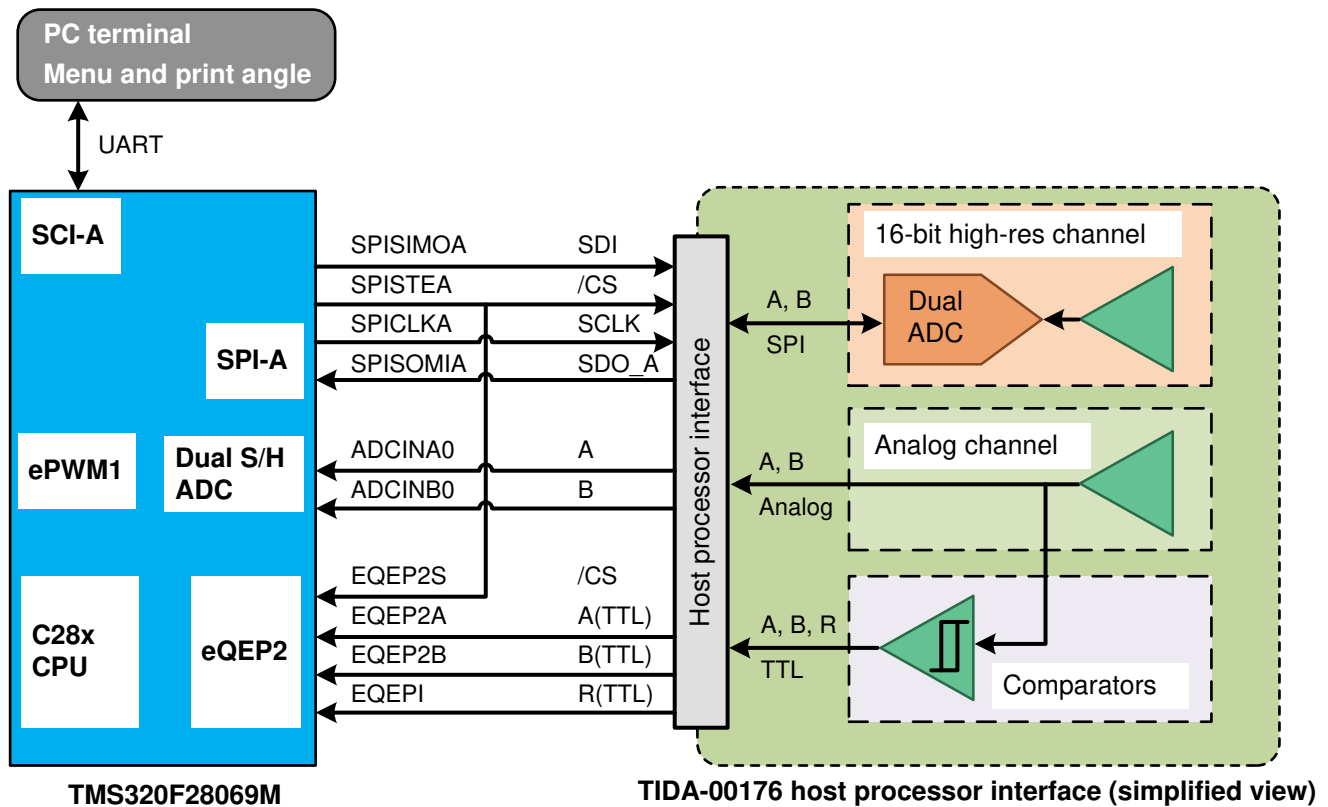 PC terminal
Menu and print angle
UART
SCI-A
SPI-A
ePWM1
Dual S/H
ADC
C28x
CPU
eQEP2
TMS320F28069M
SPISIMOA SDI
SPISTEA /CS
SPICLKA SCLK
SPISOMIA SDO_A
ADCINA0 A
ADCINB0 B
EQEP2S /CS
EQEP2A A(TTL)
EQEP2B B(TTL)
EQEPI R(TTL)
Host processor interface
A, B
SPI
A, B
Analog
A, B, R
TTL
16-bit high-res channel
Dual
ADC
Analog channel
Comparators
TIDA-00176 host processor interface (simplified view)